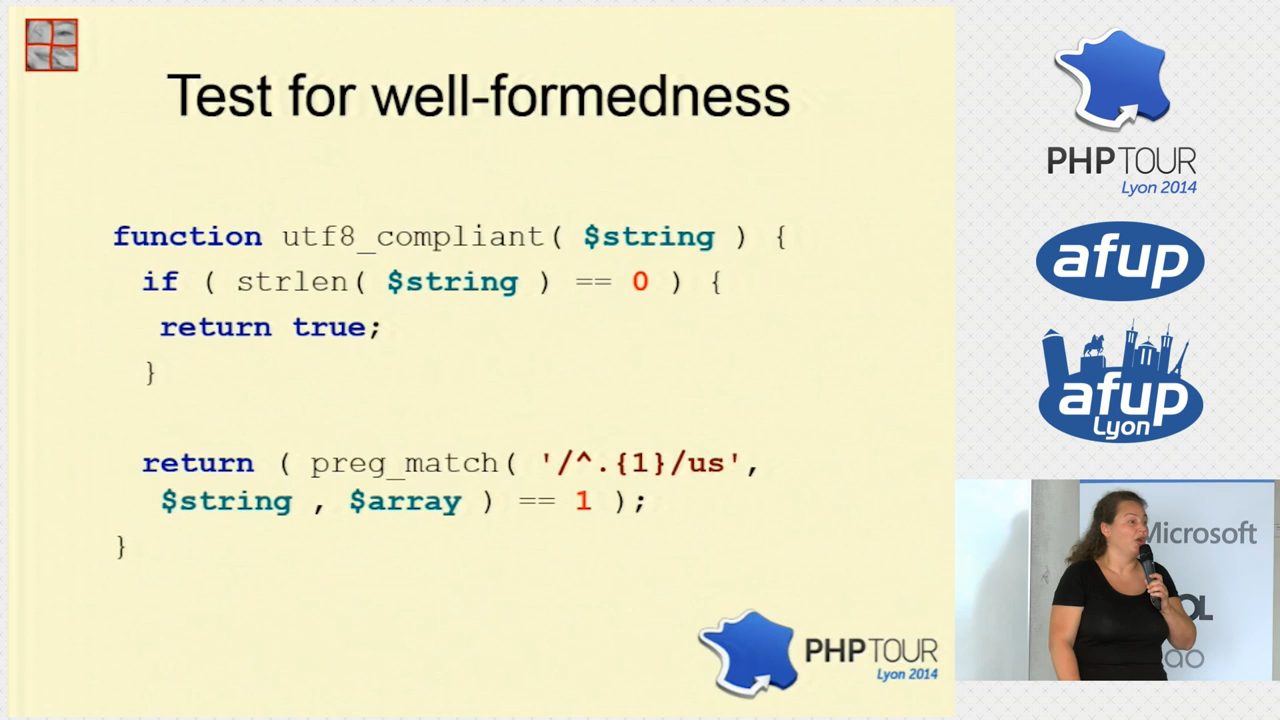 Test for well-formedness
function utf8_compliant( $string ) {
if ( strlen( $string ) == 0 ) {
return true;
}
return ( preg_match( '/^.{1}/us',
$string , $array ) == 1 );
}
PHPTOUR
Lyon 2014
PHPTOUR
Lyon 2014
afup
afup
Lyon
Microsoft